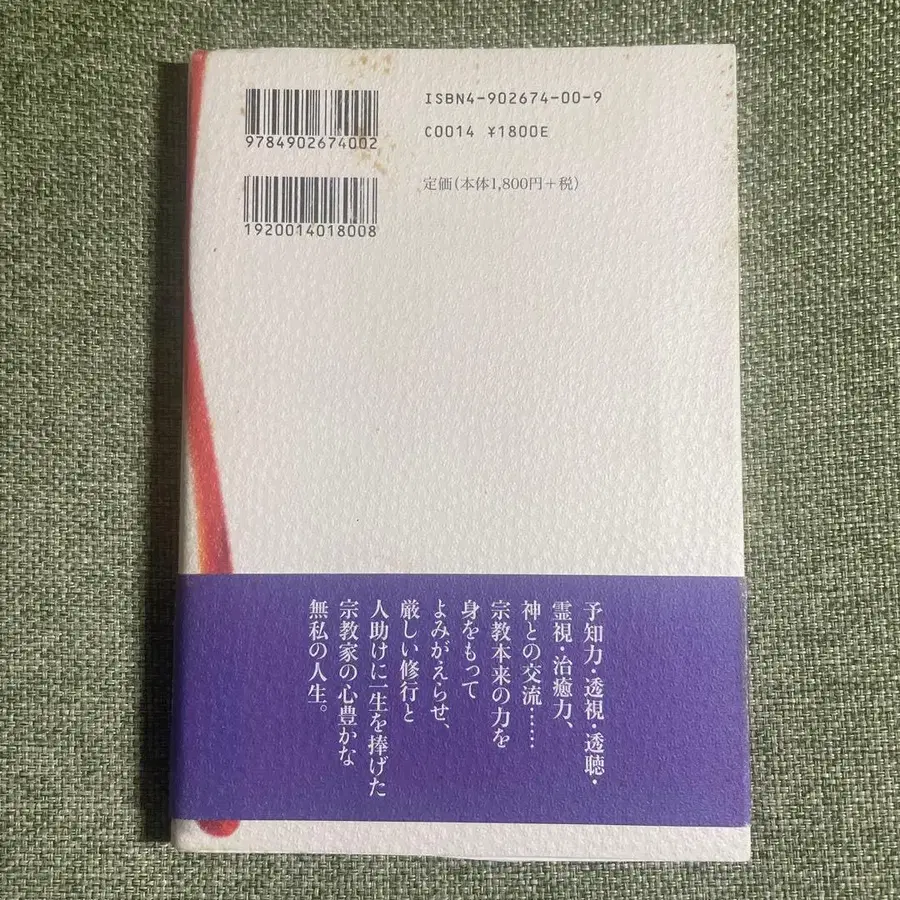 ISBN4-902674-00-9
9784902674002
C0014 ¥1800E
定価(本体1,800円+税)
1920014018008
予知力・透視・透聴・
霊視・治癒力、
神との交流……
宗教本来の力を
身をもって
よみがえらせ、
厳しい修行と
人助けに一生を捧げた
宗教家の心豊かな
無私の人生。